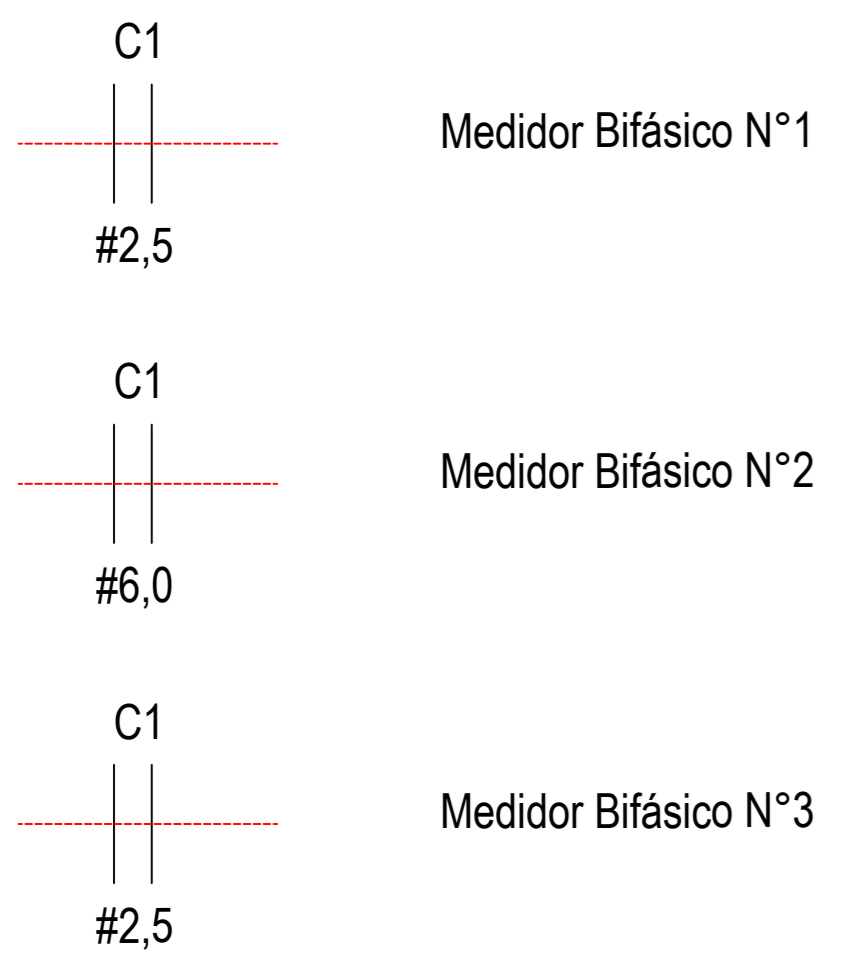 C1
Medidor Bifásico N°1
#2,5
C1
Medidor Bifásico N°2
#6,0
C1
Medidor Bifásico N°3
#2,5